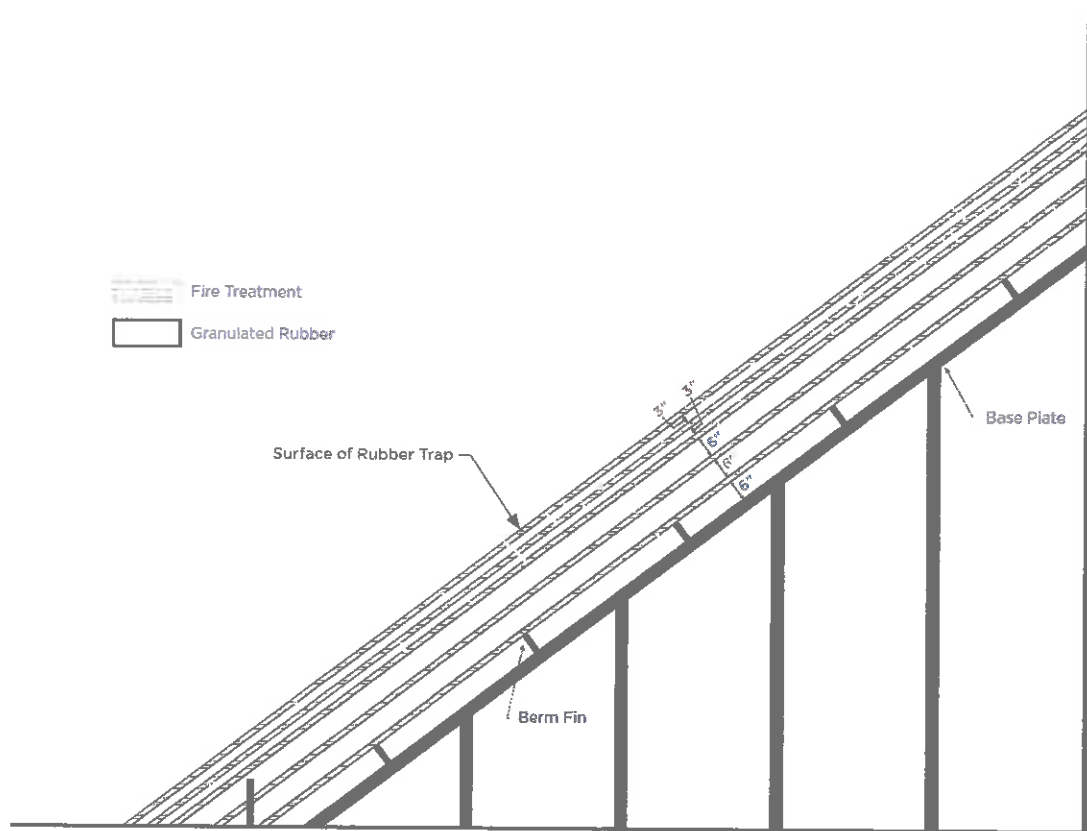 Fire Treatment
Granulated Rubber
3"
3"
6"
6"
6"
Base Plate
Surface of Rubber Trap
Berm Fin